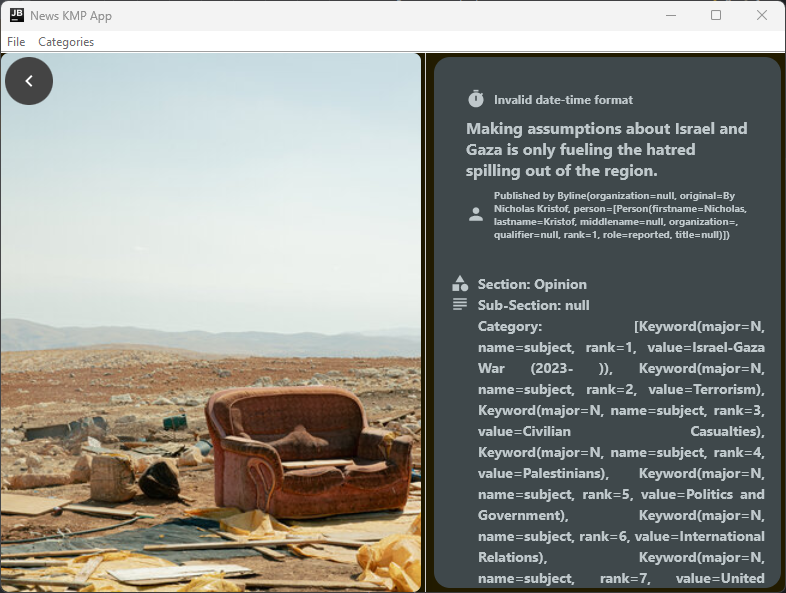 JB
News KMP App
File Categories
Invalid date-time format
Making assumptions about Israel and
Gaza is only fueling the hatred
spilling out of the region.
Published by Byline(organization=null, original=By
Nicholas Kristof, person=[Person(firstname=Nicholas,
lastname=Kristof, middlename=null, organization=,
qualifier=null, rank=1, role=reported, title=null)])
Section: Opinion
Sub-Section: null
Category: [Keyword(major=N,
name=subject, rank=1, value=Israel-Gaza
War (2023- )), Keyword(major=N,
name=subject, rank=2, value=Terrorism),
Keyword(major=N, name=subject, rank=3,
value=Civilian Casualties),
Keyword(major=N, name=subject, rank=4,
value=Palestinians), Keyword(major=N,
name=subject, rank=5, value=Politics and
Government), Keyword(major=N,
name=subject, rank=6, value=International
Relations), Keyword(major=N,
name=subject, rank=7, value=United